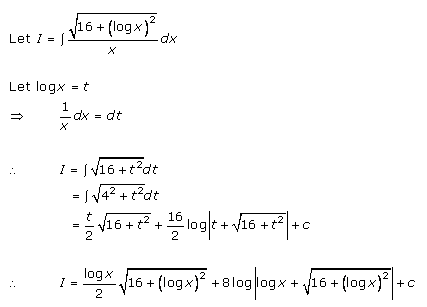 Let I = ∫ √(16 + (log x)²) / x dx
Let log x = t
⇒ 1/x dx = dt
∴ I = ∫ √(16 + t²) dt
= ∫ √(4² + t²) dt
= t/2 √(16 + t²) + 16/2 log|t + √(16 + t²)| + c
∴ I = log x/2 √(16 + (log x)²) + 8 log|log x + √(16 + (log x)²)| + c